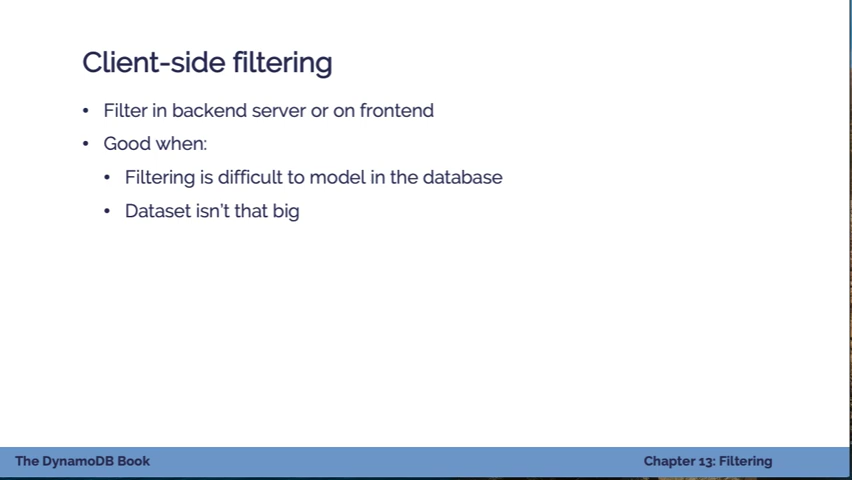 Client-side filtering
• Filter in backend server or on frontend
• Good when:
• Filtering is difficult to model in the database
• Dataset isn't that big
The DynamoDB Book
Chapter 13: Filtering